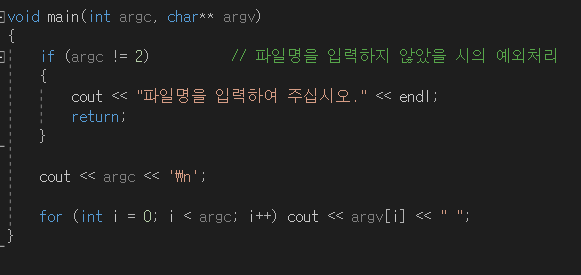 void main(int argc, char** argv)
{
if (argc != 2) // 파일명을 입력하지 않았을 시의 예외처리
{
cout << "파일명을 입력하여 주십시오." << endl;
return;
}
cout << argc << '₩n';
for (int i = 0; i < argc; i++) cout << argv[i] << " ";
}